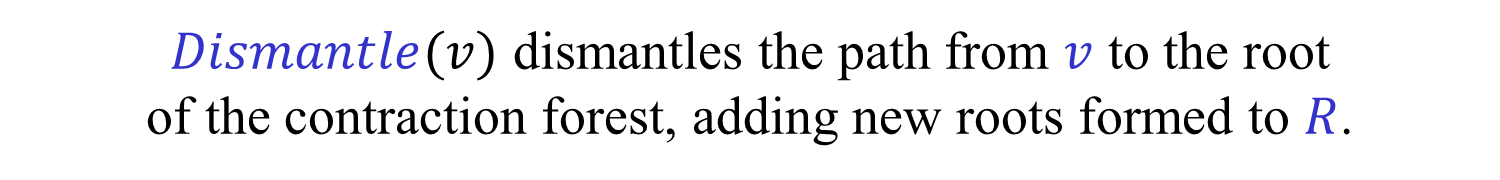 Dismantle(v) dismantles the path from v to the root
of the contraction forest, adding new roots formed to R.